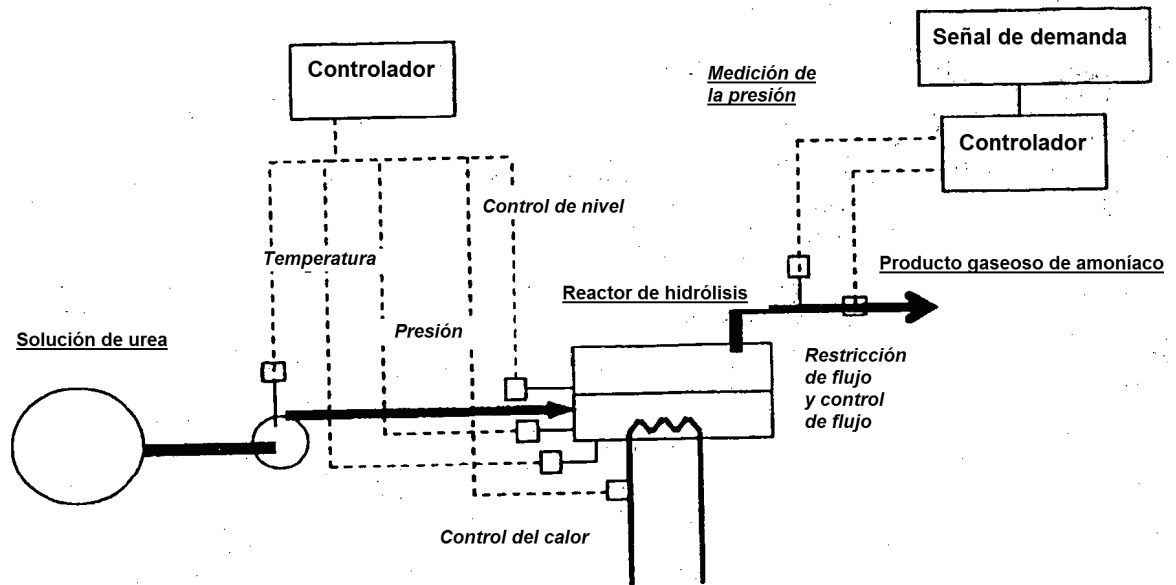 Señal de demanda
Controlador
Medición de
la presión
Controlador
Control de nivel
Temperatura
Producto gaseoso de amoníaco
Reactor de hidrólisis
Solución de urea
Presión
Restricción
de flujo
y control
de flujo
Control del calor